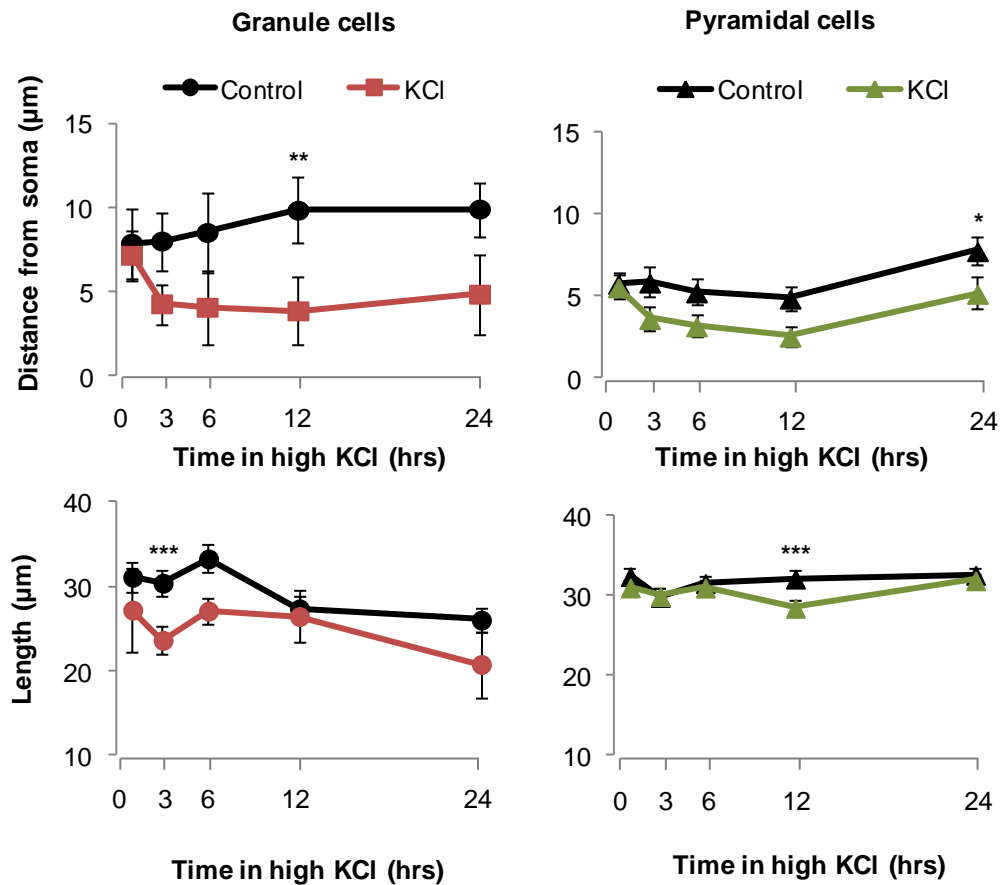 Granule cells
Pyramidal cells
Control KCl
Control KCl
Distance from soma (µm)
15
10
5
0
**
0 3 6 12 24
Time in high KCl (hrs)
15
10
5
0
*
0 3 6 12 24
Time in high KCl (hrs)
Length (µm)
40
30
20
10
***
0 3 6 12 24
Time in high KCl (hrs)
40
30
20
10
***
0 3 6 12 24
Time in high KCl (hrs)